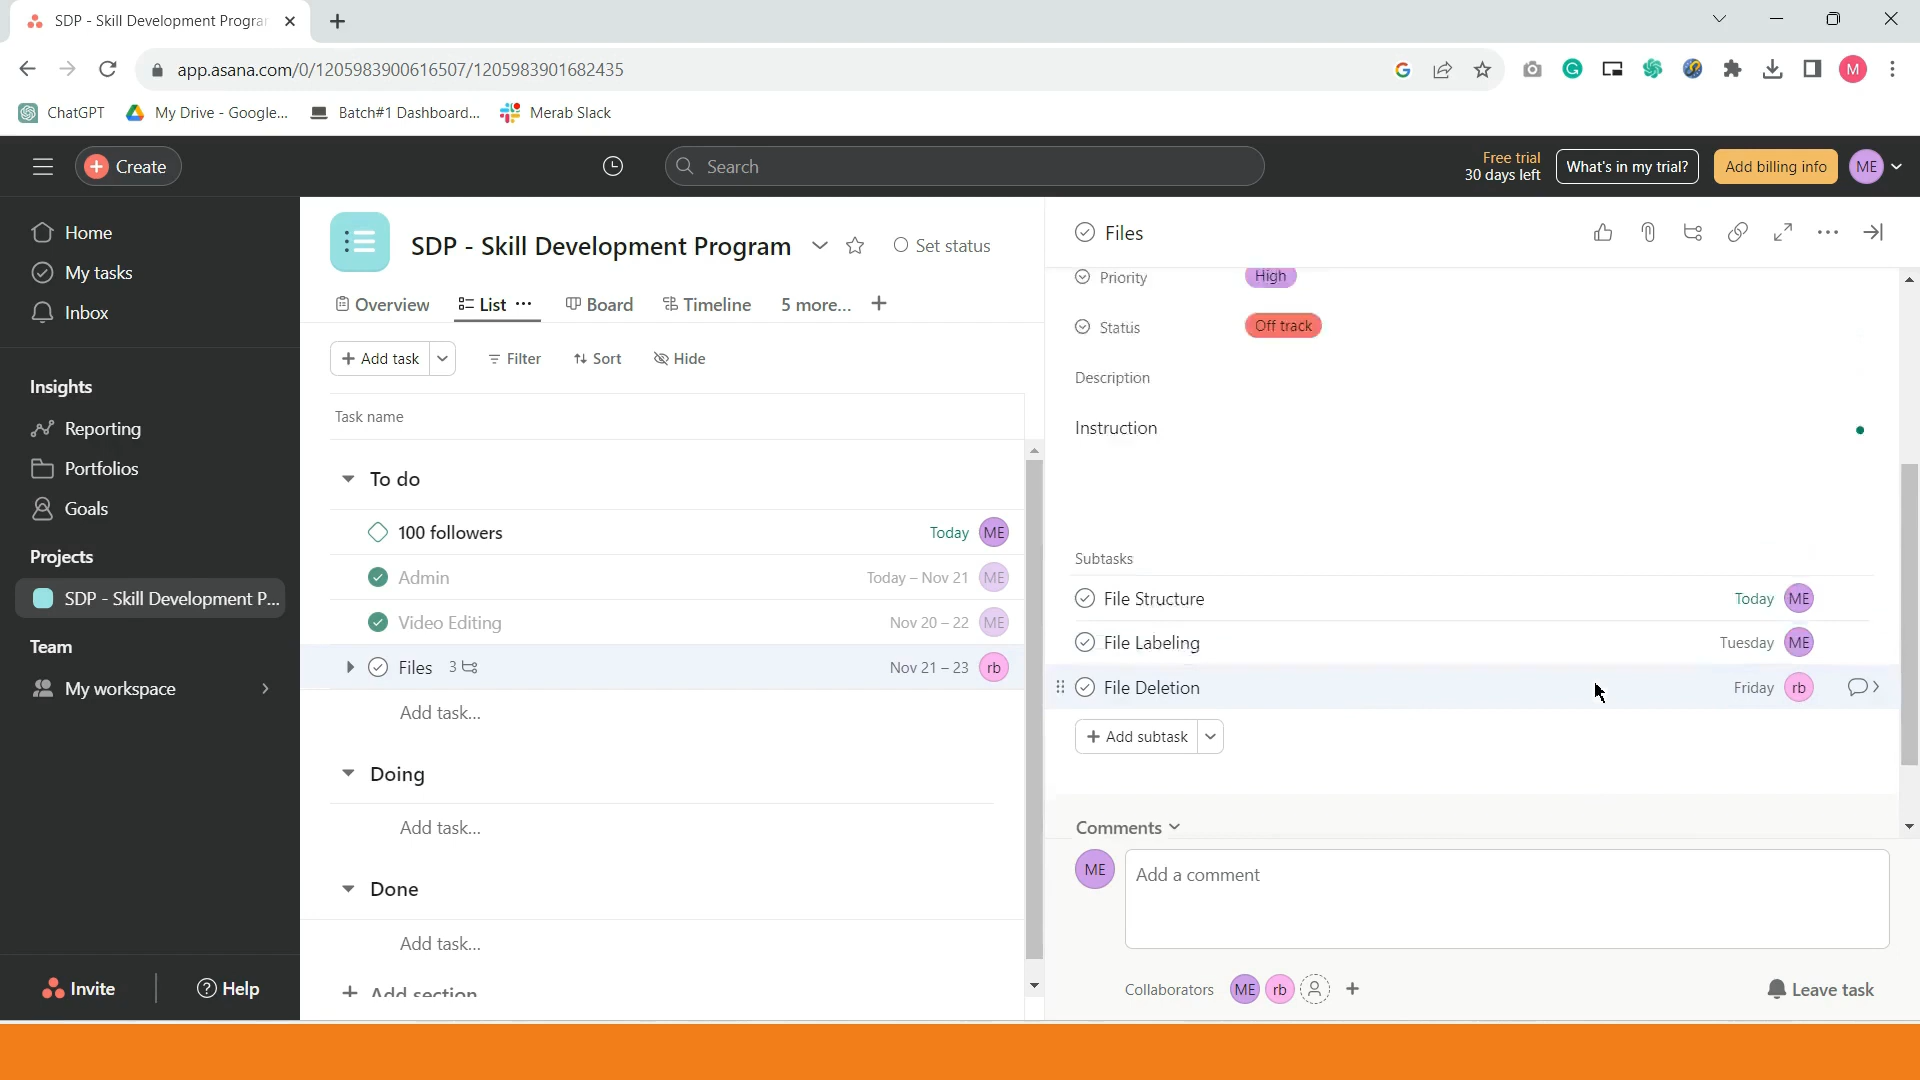 SDP - Skill Development Progra
app.asana.com/0/1205983900616507/1205983901682435
M
ChatGPT
My Drive - Google...
Batch#1 Dashboard...
Merab Slack
Create
Search
Free trial
30 days left
What's in my trial?
Add billing info
ME
Home
My tasks
Inbox
Insights
Reporting
Portfolios
Goals
Projects
SDP - Skill Development P...
Team
My workspace
Invite
Help
SDP - Skill Development Program
Set status
Overview
List
Board
Timeline
5 more...
Add task
Filter
Sort
Hide
Task name
To do
100 followers Today ME
Admin Today – Nov 21 ME
Video Editing Nov 20 – 22 ME
Files 3 Nov 21 – 23 rb
Add task...
Doing
Add task...
Done
Add task...
Add section
Files
Priority High
Status Off track
Description
Instruction
Subtasks
File Structure Today ME
File Labeling Tuesday ME
File Deletion Friday rb
Add subtask
Comments
ME
Add a comment
Collaborators ME rb
Leave task